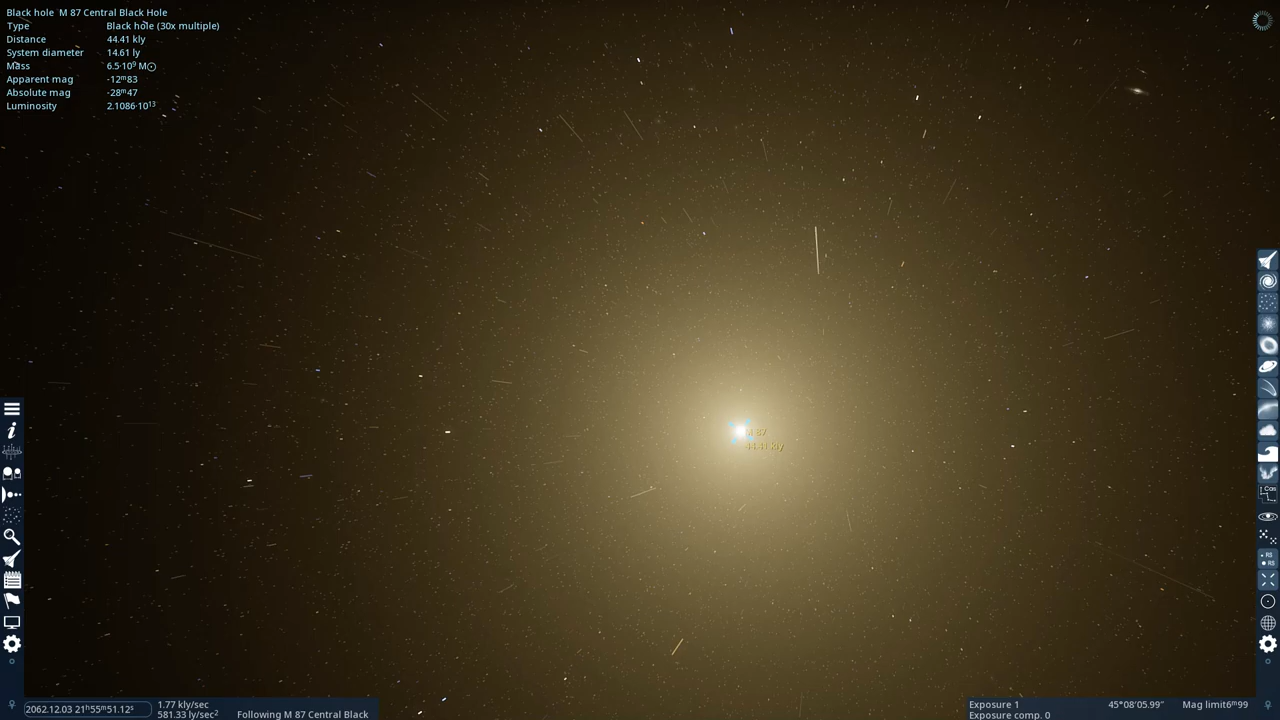 Black hole M 87 Central Black Hole
Type Black hole (30x multiple)
Distance 44.41 kly
System diameter 14.61 ly
Mass 6.5·10⁹ M☉
Apparent mag -12ᵐ83
Absolute mag -28ᵐ47
Luminosity 2.1086·10¹³
M 87
44.41 kly
Con
RS
RS
2062.12.03 21ʰ55ᵐ51.12ˢ
1.77 kly/sec
581.33 ly/sec²
Following M 87 Central Black
Exposure 1
Exposure comp. 0
45°08'05.99"
Mag limit6ᵐ99